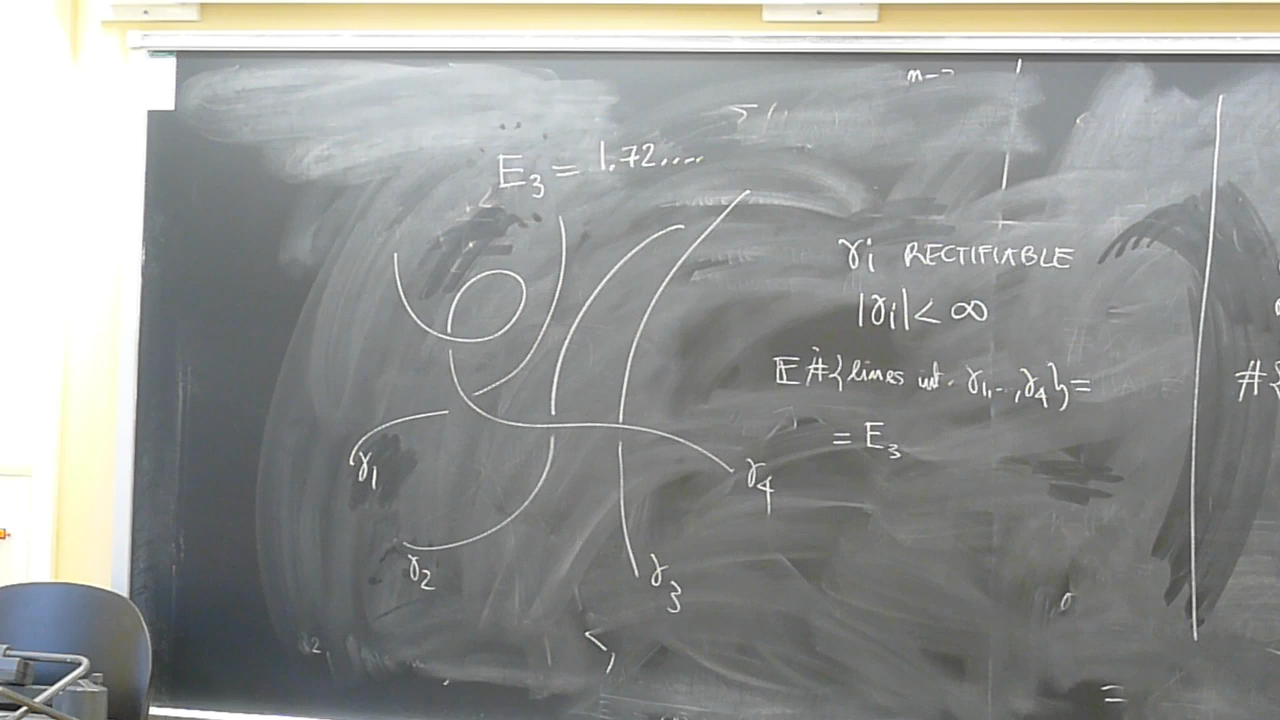 m→
E₃ = 1.72....
γi RECTIFIABLE
|γi| < ∞
E #{lines int. γ₁,...,γ₄} =
= E₃
#{
γ₁
γ₄
γ₂
γ₃
=